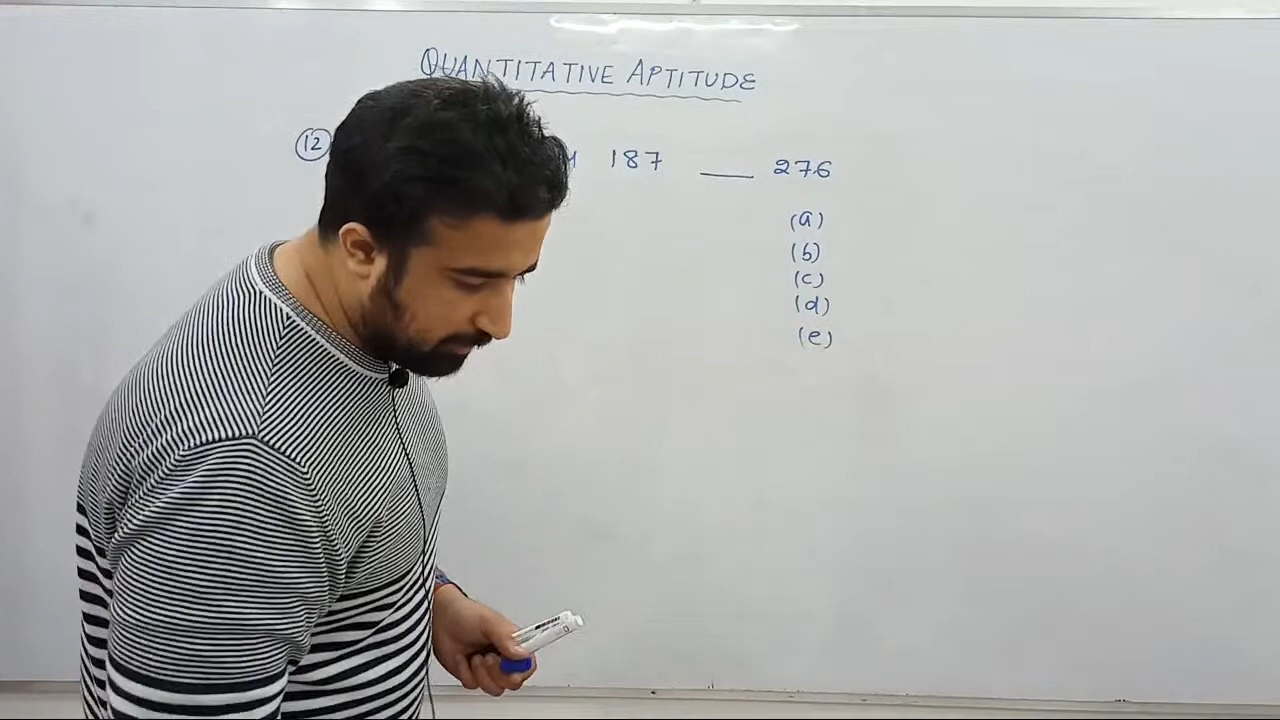 QUANTITATIVE APTITUDE
12 187 ___ 276
(a)
(b)
(c)
(d)
(e)